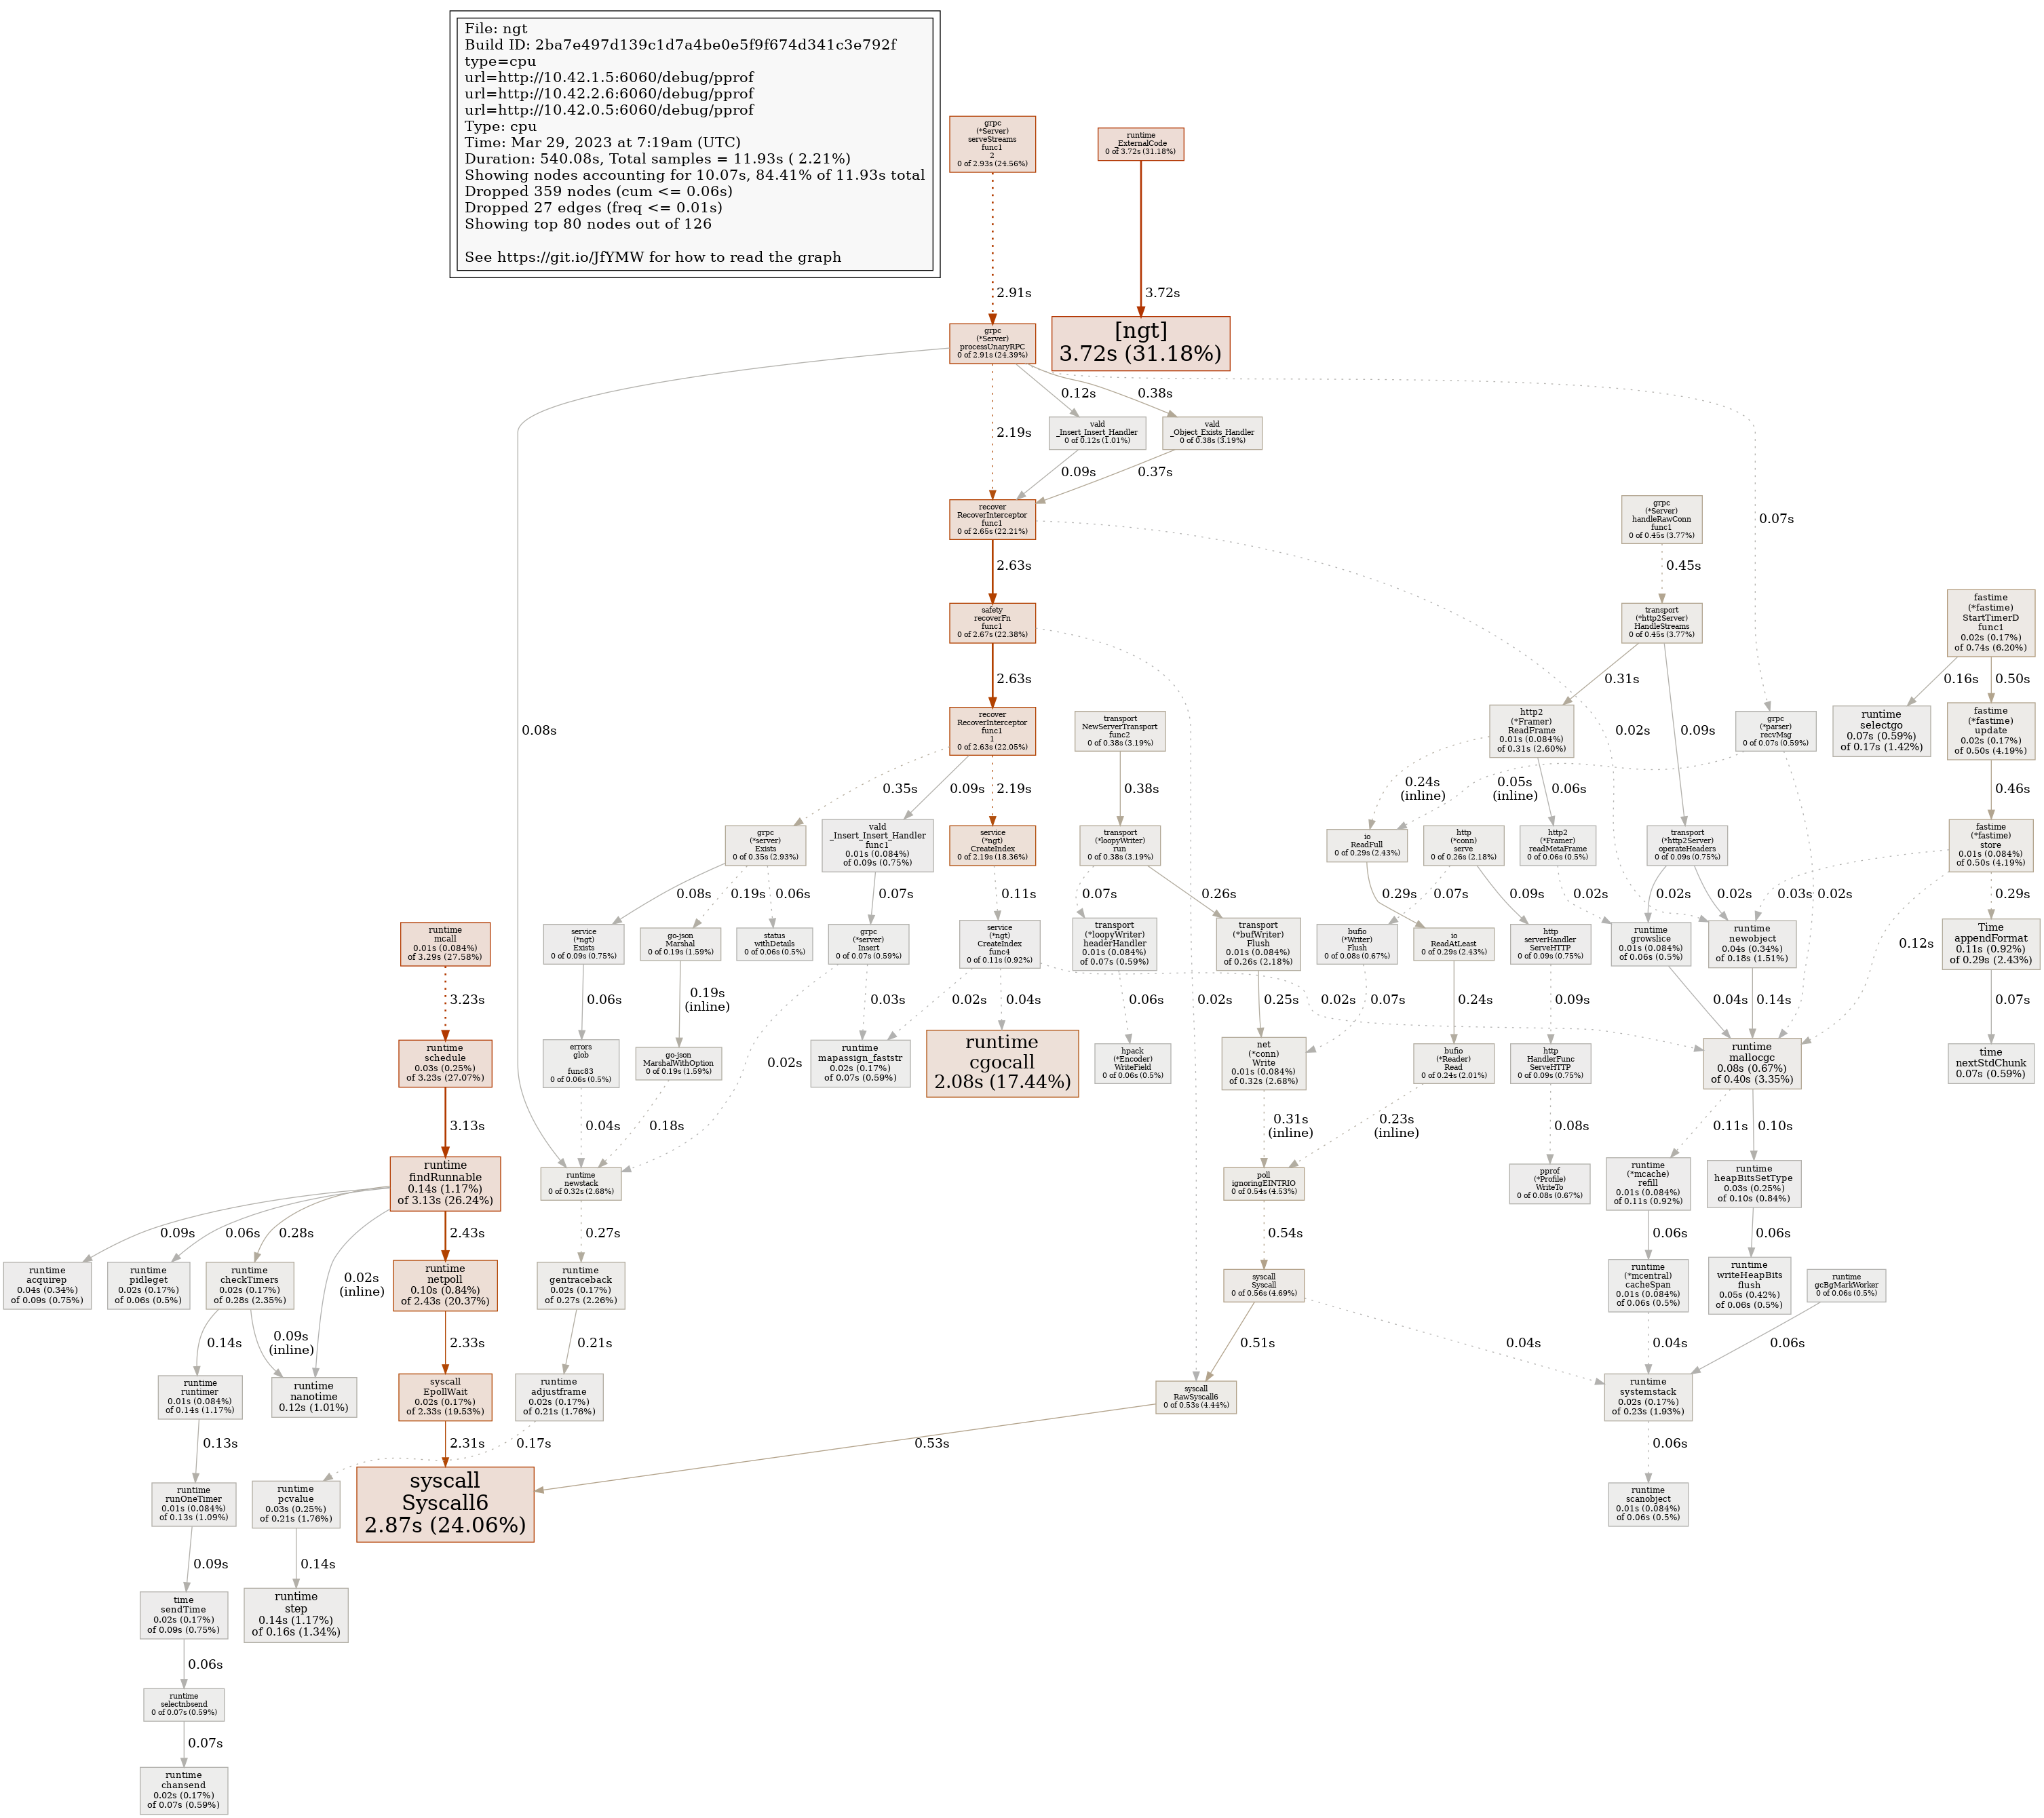 File: ngt
Build ID: 2ba7e497d139c1d7a4be0e5f9f674d341c3e792f
type=cpu
url=http://10.42.1.5:6060/debug/pprof
url=http://10.42.2.6:6060/debug/pprof
url=http://10.42.0.5:6060/debug/pprof
Type: cpu
Time: Mar 29, 2023 at 7:19am (UTC)
Duration: 540.08s, Total samples = 11.93s ( 2.21%)
Showing nodes accounting for 10.07s, 84.41% of 11.93s total
Dropped 359 nodes (cum <= 0.06s)
Dropped 27 edges (freq <= 0.01s)
Showing top 80 nodes out of 126
See https://git.io/JfYMW for how to read the graph
grpc
(*Server)
serveStreams
func1
2
0 of 2.93s (24.56%)
runtime
_ExternalCode
0 of 3.72s (31.18%)
2.91s
3.72s
grpc
(*Server)
processUnaryRPC
0 of 2.91s (24.39%)
[ngt]
3.72s (31.18%)
0.12s
0.38s
2.19s
vald
_Insert_Insert_Handler
0 of 0.12s (1.01%)
vald
_Object_Exists_Handler
0 of 0.38s (3.19%)
0.09s
0.37s
recover
RecoverInterceptor
func1
0 of 2.65s (22.21%)
grpc
(*Server)
handleRawConn
func1
0 of 0.45s (3.77%)
0.07s
2.63s
0.45s
safety
recoverFn
func1
0 of 2.67s (22.38%)
transport
(*http2Server)
HandleStreams
0 of 0.45s (3.77%)
fastime
(*fastime)
StartTimerD
func1
0.02s (0.17%)
of 0.74s (6.20%)
2.63s
0.31s
0.16s
0.50s
0.08s
recover
RecoverInterceptor
func1
1
0 of 2.63s (22.05%)
transport
NewServerTransport
func2
0 of 0.38s (3.19%)
http2
(*Framer)
ReadFrame
0.01s (0.084%)
of 0.31s (2.60%)
0.02s
0.09s
grpc
(*parser)
recvMsg
0 of 0.07s (0.59%)
runtime
selectgo
0.07s (0.59%)
of 0.17s (1.42%)
fastime
(*fastime)
update
0.02s (0.17%)
of 0.50s (4.19%)
0.35s
0.09s
2.19s
0.38s
0.24s
(inline)
0.05s
(inline)
0.06s
0.46s
grpc
(*server)
Exists
0 of 0.35s (2.93%)
vald
_Insert_Insert_Handler
func1
0.01s (0.084%)
of 0.09s (0.75%)
service
(*ngt)
CreateIndex
0 of 2.19s (18.36%)
transport
(*loopyWriter)
run
0 of 0.38s (3.19%)
io
ReadFull
0 of 0.29s (2.43%)
http
(*conn)
serve
0 of 0.26s (2.18%)
http2
(*Framer)
readMetaFrame
0 of 0.06s (0.5%)
transport
(*http2Server)
operateHeaders
0 of 0.09s (0.75%)
fastime
(*fastime)
store
0.01s (0.084%)
of 0.50s (4.19%)
0.08s
0.19s
0.06s
0.07s
0.11s
0.07s
0.26s
0.29s
0.07s
0.09s
0.02s
0.02s
0.02s
0.03s
0.02s
0.29s
runtime
mcall
0.01s (0.084%)
of 3.29s (27.58%)
service
(*ngt)
Exists
0 of 0.09s (0.75%)
go-json
Marshal
0 of 0.19s (1.59%)
status
withDetails
0 of 0.06s (0.5%)
grpc
(*server)
Insert
0 of 0.07s (0.59%)
service
(*ngt)
CreateIndex
func4
0 of 0.11s (0.92%)
transport
(*loopyWriter)
headerHandler
0.01s (0.084%)
of 0.07s (0.59%)
transport
(*bufWriter)
Flush
0.01s (0.084%)
of 0.26s (2.18%)
bufio
(*Writer)
Flush
0 of 0.08s (0.67%)
io
ReadAtLeast
0 of 0.29s (2.43%)
http
serverHandler
ServeHTTP
0 of 0.09s (0.75%)
runtime
growslice
0.01s (0.084%)
of 0.06s (0.5%)
runtime
newobject
0.04s (0.34%)
of 0.18s (1.51%)
0.12s
Time
appendFormat
0.11s (0.92%)
of 0.29s (2.43%)
3.23s
0.06s
0.19s
(inline)
0.03s
0.02s
0.04s
0.02s
0.06s
0.02s
0.25s
0.07s
0.24s
0.09s
0.04s
0.14s
0.07s
runtime
schedule
0.03s (0.25%)
of 3.23s (27.07%)
errors
glob

func83
0 of 0.06s (0.5%)
go-json
MarshalWithOption
0 of 0.19s (1.59%)
0.02s
runtime
mapassign_faststr
0.02s (0.17%)
of 0.07s (0.59%)
runtime
cgocall
2.08s (17.44%)
hpack
(*Encoder)
WriteField
0 of 0.06s (0.5%)
net
(*conn)
Write
0.01s (0.084%)
of 0.32s (2.68%)
bufio
(*Reader)
Read
0 of 0.24s (2.01%)
http
HandlerFunc
ServeHTTP
0 of 0.09s (0.75%)
runtime
mallocgc
0.08s (0.67%)
of 0.40s (3.35%)
time
nextStdChunk
0.07s (0.59%)
3.13s
0.04s
0.18s
0.31s
(inline)
0.23s
(inline)
0.08s
0.11s
0.10s
runtime
findRunnable
0.14s (1.17%)
of 3.13s (26.24%)
runtime
newstack
0 of 0.32s (2.68%)
poll
ignoringEINTRIO
0 of 0.54s (4.53%)
pprof
(*Profile)
WriteTo
0 of 0.08s (0.67%)
runtime
(*mcache)
refill
0.01s (0.084%)
of 0.11s (0.92%)
runtime
heapBitsSetType
0.03s (0.25%)
of 0.10s (0.84%)
0.09s
0.06s
0.28s
2.43s
0.27s
0.54s
0.06s
0.06s
runtime
acquirep
0.04s (0.34%)
of 0.09s (0.75%)
runtime
pidleget
0.02s (0.17%)
of 0.06s (0.5%)
runtime
checkTimers
0.02s (0.17%)
of 0.28s (2.35%)
0.02s
(inline)
runtime
netpoll
0.10s (0.84%)
of 2.43s (20.37%)
runtime
gentraceback
0.02s (0.17%)
of 0.27s (2.26%)
syscall
Syscall
0 of 0.56s (4.69%)
runtime
(*mcentral)
cacheSpan
0.01s (0.084%)
of 0.06s (0.5%)
runtime
writeHeapBits
flush
0.05s (0.42%)
of 0.06s (0.5%)
runtime
gcBgMarkWorker
0 of 0.06s (0.5%)
0.14s
0.09s
(inline)
2.33s
0.21s
0.51s
0.04s
0.04s
0.06s
runtime
runtimer
0.01s (0.084%)
of 0.14s (1.17%)
runtime
nanotime
0.12s (1.01%)
syscall
EpollWait
0.02s (0.17%)
of 2.33s (19.53%)
runtime
adjustframe
0.02s (0.17%)
of 0.21s (1.76%)
syscall
RawSyscall6
0 of 0.53s (4.44%)
runtime
systemstack
0.02s (0.17%)
of 0.23s (1.93%)
0.13s
2.31s
0.17s
0.53s
0.06s
runtime
runOneTimer
0.01s (0.084%)
of 0.13s (1.09%)
runtime
pcvalue
0.03s (0.25%)
of 0.21s (1.76%)
syscall
Syscall6
2.87s (24.06%)
runtime
scanobject
0.01s (0.084%)
of 0.06s (0.5%)
0.09s
0.14s
time
sendTime
0.02s (0.17%)
of 0.09s (0.75%)
runtime
step
0.14s (1.17%)
of 0.16s (1.34%)
0.06s
runtime
selectnbsend
0 of 0.07s (0.59%)
0.07s
runtime
chansend
0.02s (0.17%)
of 0.07s (0.59%)